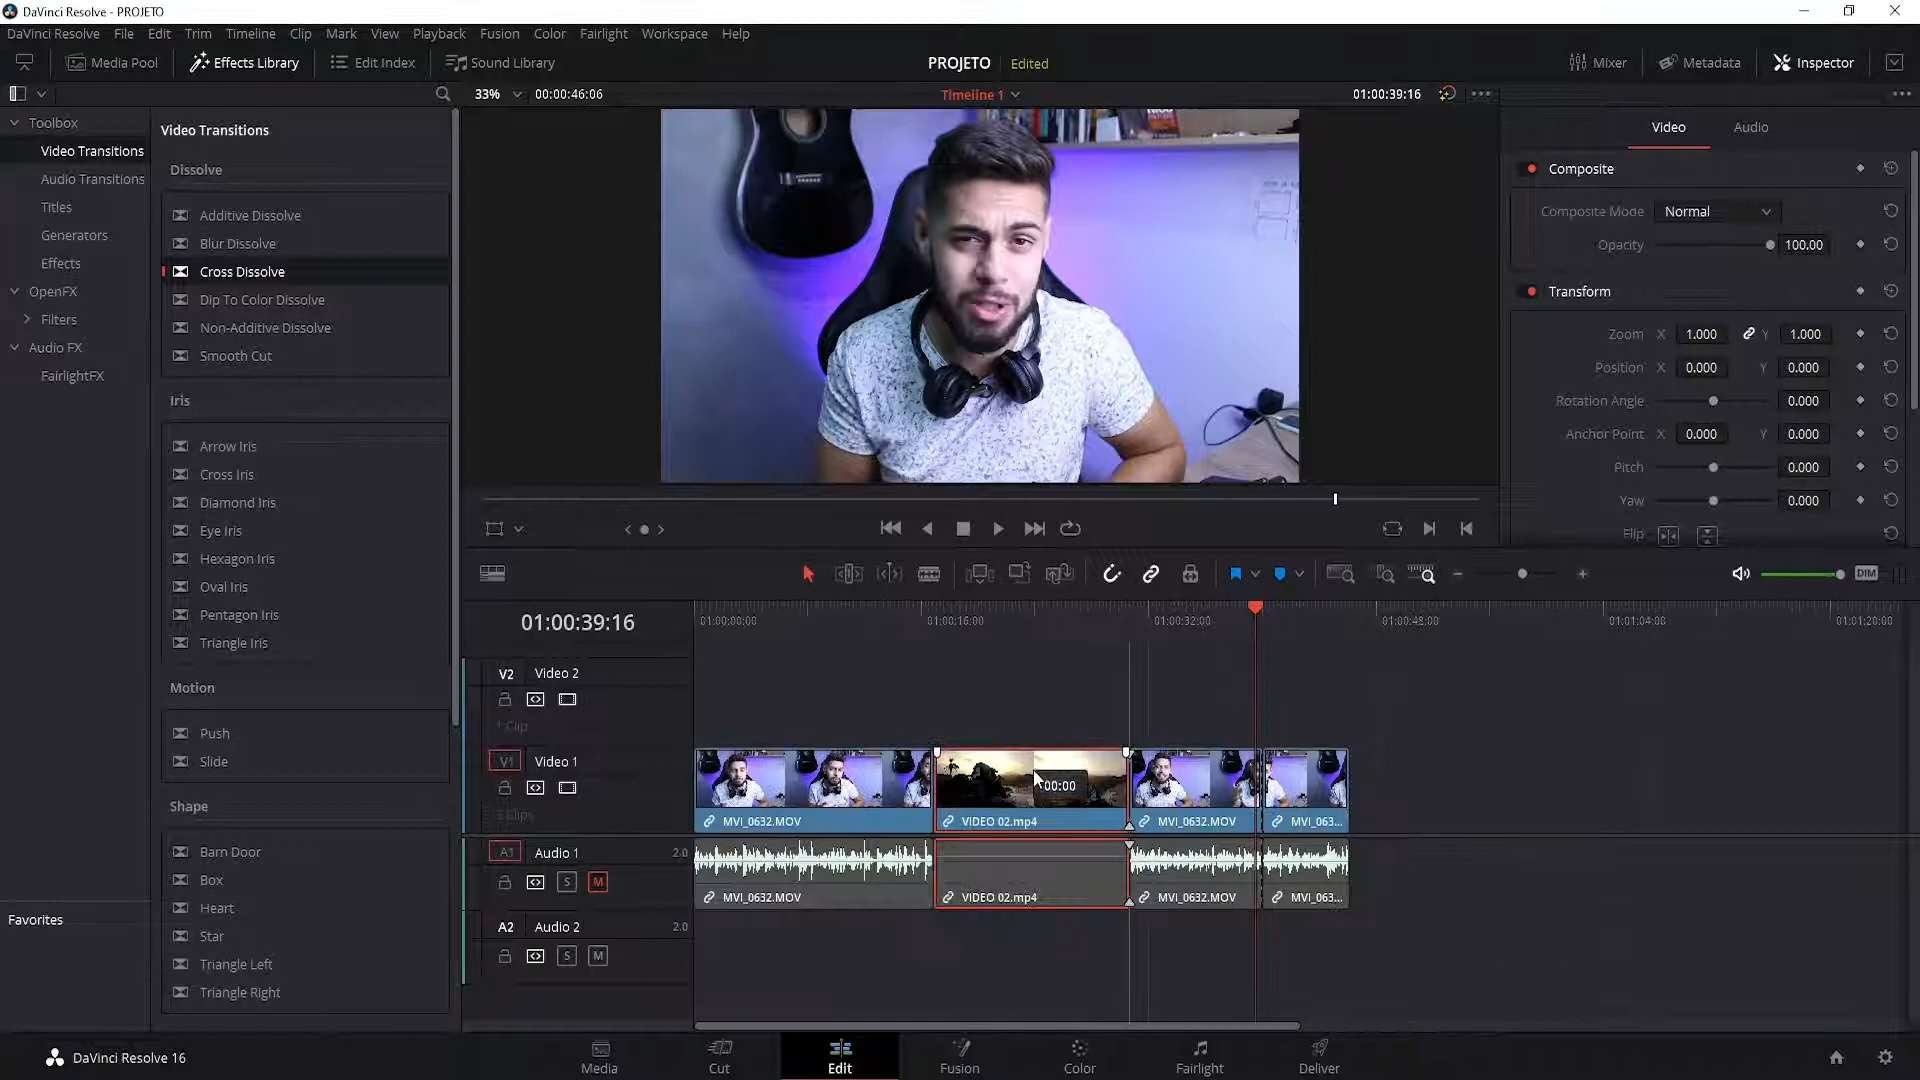 DaVinci Resolve - PROJETO
DaVinci Resolve File Edit Trim Timeline Clip Mark View Playback Fusion Color Fairlight Workspace Help
Media Pool Effects Library Edit Index Sound Library PROJETO Edited Mixer Metadata Inspector
33% 00:00:46:06 Timeline 1 01:00:39:16
Toolbox
Video Transitions
Audio Transitions
Titles
Generators
Effects
OpenFX
Filters
Audio FX
FairlightFX
Favorites
Video Transitions
Dissolve
Additive Dissolve
Blur Dissolve
Cross Dissolve
Dip To Color Dissolve
Non-Additive Dissolve
Smooth Cut
Iris
Arrow Iris
Cross Iris
Diamond Iris
Eye Iris
Hexagon Iris
Oval Iris
Pentagon Iris
Triangle Iris
Motion
Push
Slide
Shape
Barn Door
Box
Heart
Star
Triangle Left
Triangle Right
Video Audio
Composite
Composite Mode Normal
Opacity 100.00
Transform
Zoom X 1.000 Y 1.000
Position X 0.000 Y 0.000
Rotation Angle 0.000
Anchor Point X 0.000 Y 0.000
Pitch 0.000
Yaw 0.000
Flip
DIM
01:00:39:16
01:00:00:00 01:00:16:00 01:00:32:00 01:00:48:00 01:01:04:00 01:01:20:00
V2 Video 2
1 Clip
V1 Video 1
00:00
MVI_0632.MOV VIDEO 02.mp4 MVI_0632.MOV MVI_063...
A1 Audio 1 2.0
S M
MVI_0632.MOV VIDEO 02.mp4 MVI_0632.MOV MVI_063...
A2 Audio 2 2.0
S M
DaVinci Resolve 16
Media Cut Edit Fusion Color Fairlight Deliver